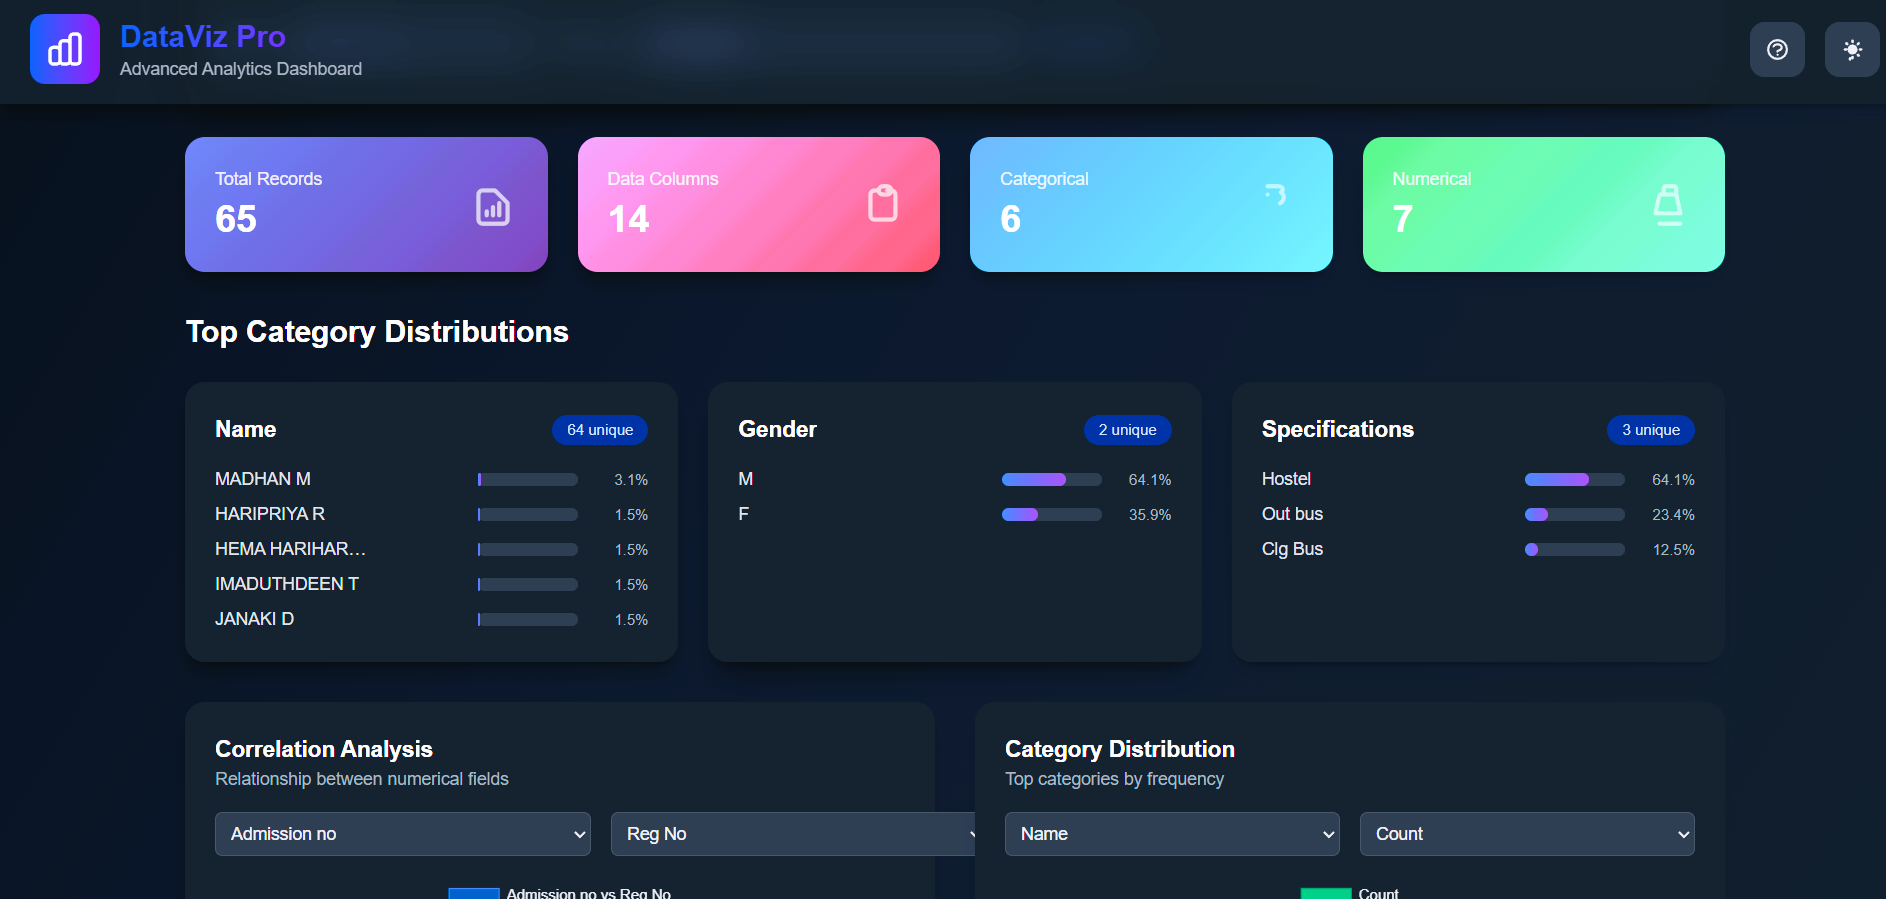 DataViz Pro
Advanced Analytics Dashboard
Total Records
65
Data Columns
14
Categorical
6
Numerical
7
Top Category Distributions
Name
64 unique
MADHAN M
3.1%
HARIPRIYA R
1.5%
HEMA HARIHAR...
1.5%
IMADUTHDEEN T
1.5%
JANAKI D
1.5%
Gender
2 unique
M
64.1%
F
35.9%
Specifications
3 unique
Hostel
64.1%
Out bus
23.4%
Clg Bus
12.5%
Correlation Analysis
Relationship between numerical fields
Admission no
Reg No
Admission no vs Reg No
Category Distribution
Top categories by frequency
Name
Count
Count